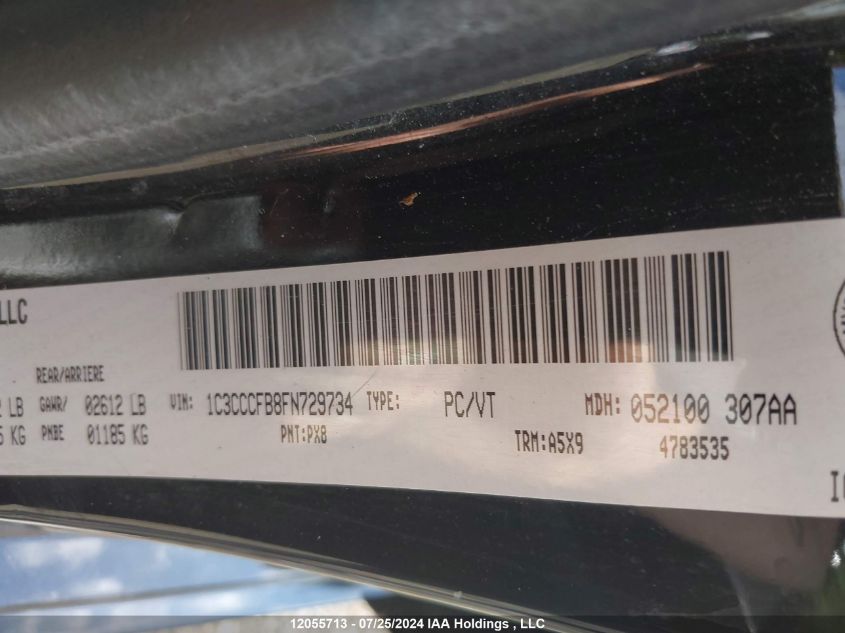 LLC
REAR/ARRIERE
LB GAWR/ 02612 LB VIN: 1C3CCCFB8FN729734 TYPE: PC/VT MDH: 052100 307AA
KG PNBE 01185 KG PNT:PX8 TRM:A5X9 4783535
12055713 - 07/25/2024 IAA Holdings , LLC